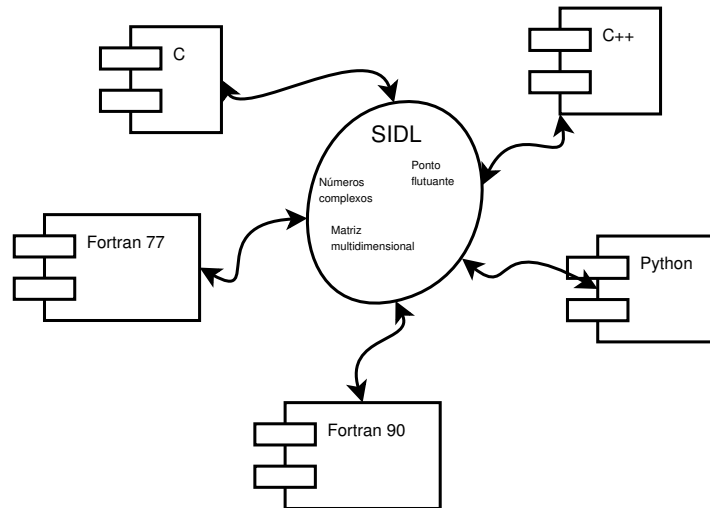 C
C++
SIDL
Ponto
flutuante
Números
complexos
Matriz
multidimensional
Fortran 77
Python
Fortran 90